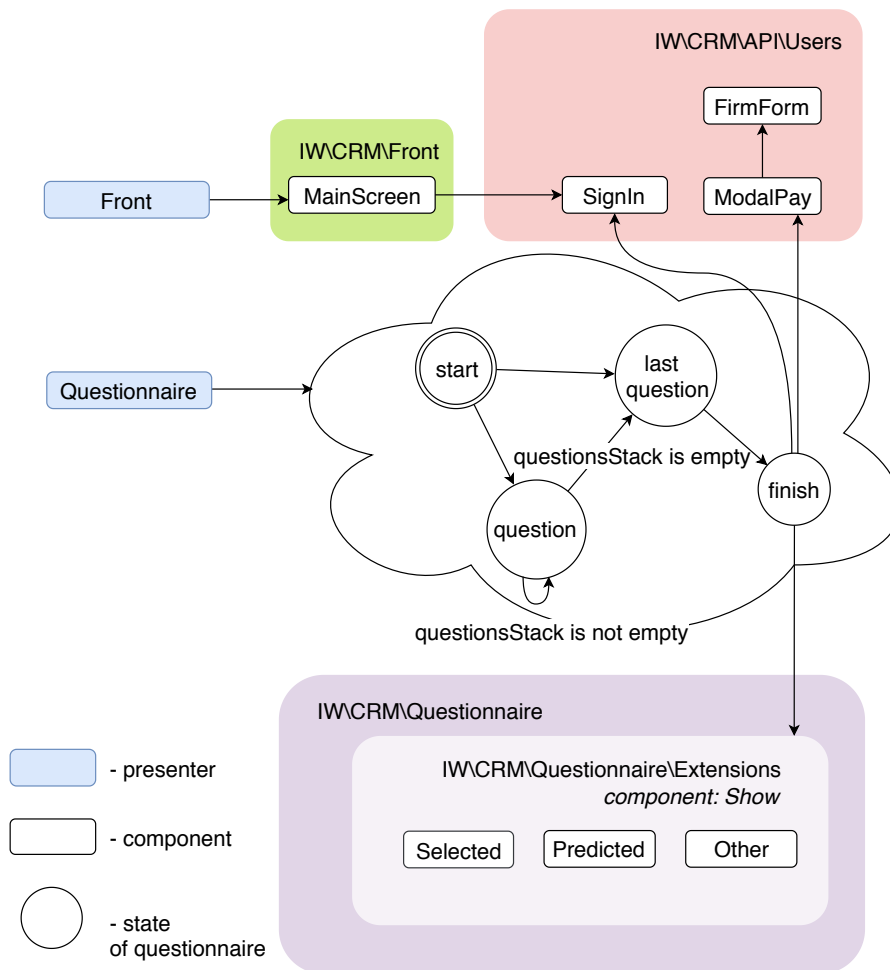 IW\CRM\API\Users
FirmForm
IW\CRM\Front
Front
MainScreen
SignIn
ModalPay
Questionnaire
start
last
question
questionsStack is empty
finish
question
questionsStack is not empty
IW\CRM\Questionnaire
IW\CRM\Questionnaire\Extensions
component: Show
Selected
Predicted
Other
- presenter
- component
- state
of questionnaire